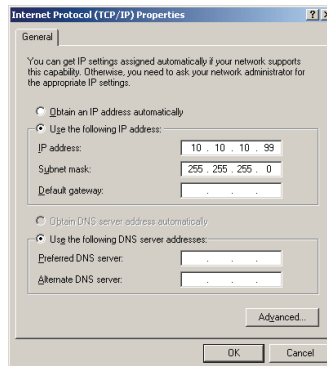 Internet Protocol (TCP/IP) Properties ?
General
You can get IP settings assigned automatically if your network supports
this capability. Otherwise, you need to ask your network administrator for
the appropriate IP settings.
Obtain an IP address automatically
Use the following IP address:
IP address: 10 . 10 . 10 . 99
Subnet mask: 255 . 255 . 255 . 0
Default gateway: . . .
Obtain DNS server address automatically
Use the following DNS server addresses:
Preferred DNS server: . . .
Alternate DNS server: . . .
Advanced...
OK Cancel